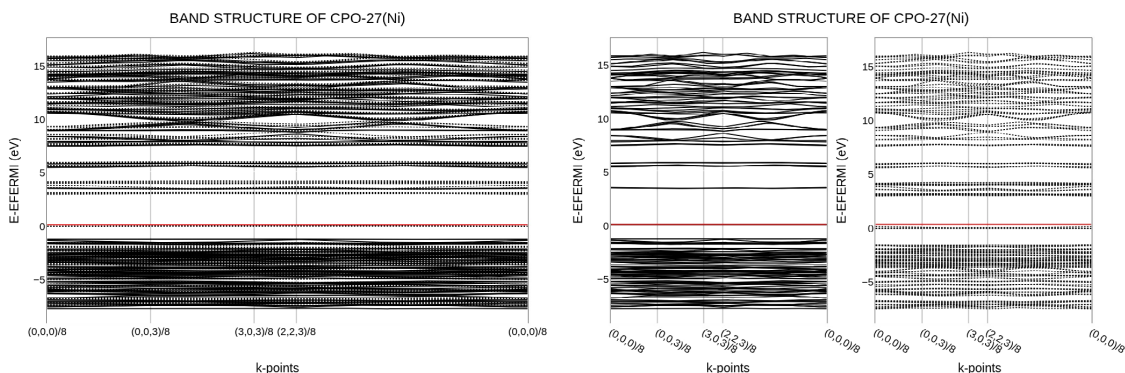 BAND STRUCTURE OF CPO-27(Ni)
E-EFERMI (eV)
15
10
5
0
−5
(0,0,0)/8 (0,0,3)/8 (3,0,3)/8 (2,2,3)/8 (0,0,0)/8
k-points
BAND STRUCTURE OF CPO-27(Ni)
E-EFERMI (eV)
15
10
5
0
−5
(0,0,0)/8 (0,0,3)/8 (3,0,3)/8 (2,2,3)/8 (0,0,0)/8
E-EFERMI (eV)
15
10
5
0
−5
(0,0,0)/8 (0,0,3)/8 (3,0,3)/8 (2,2,3)/8 (0,0,0)/8
k-points